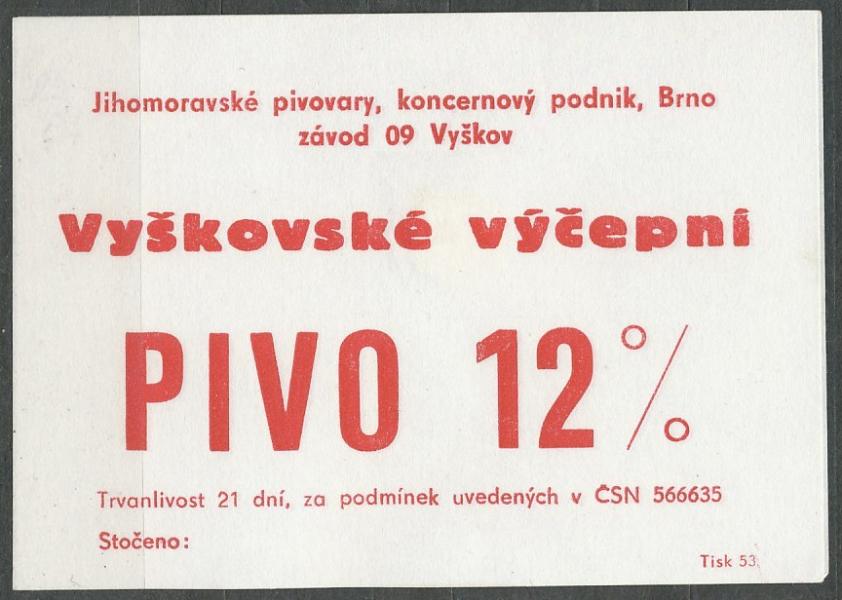 Jihomoravské pivovary, koncernový podnik, Brno
závod 09 Vyškov
Vyškovské výčepní
PIVO 12%
Trvanlivost 21 dní, za podmínek uvedených v ČSN 566635
Stočeno:
Tisk 53